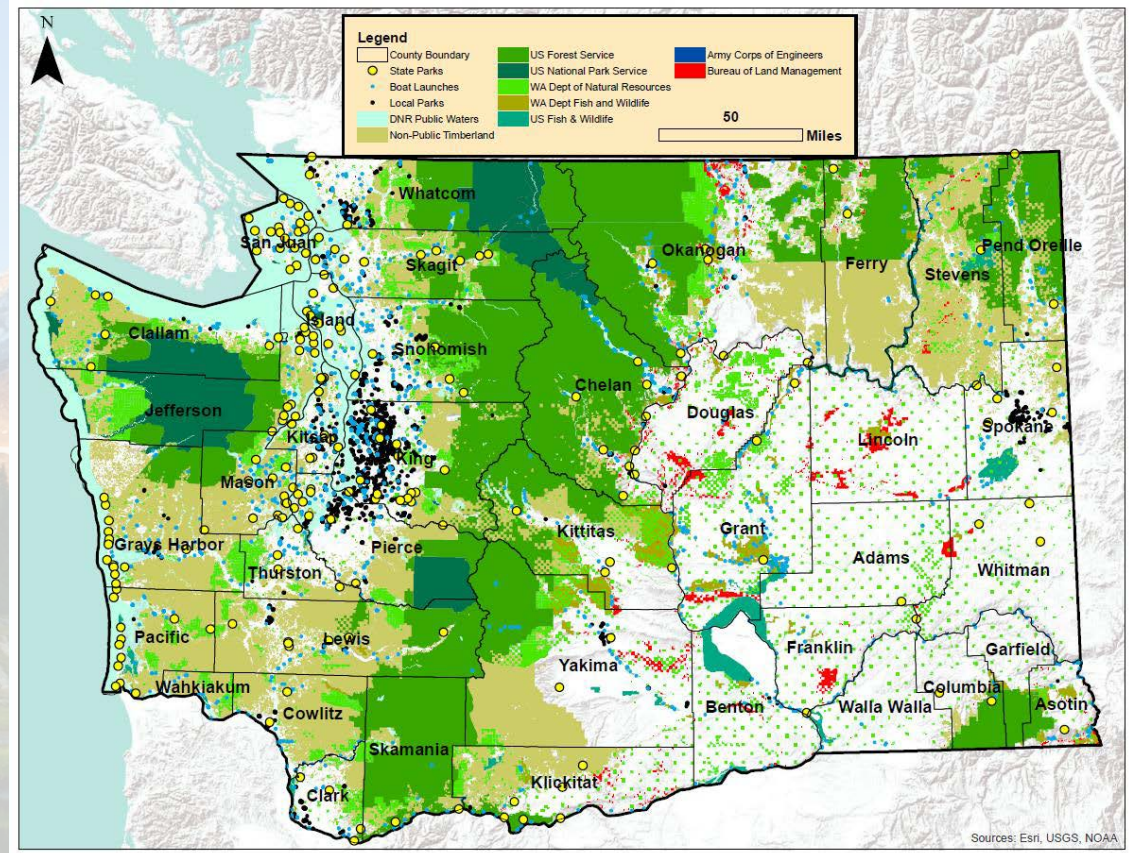 N
Legend
County Boundary
State Parks
Boat Launches
Local Parks
DNR Public Waters
Non-Public Timberland
US Forest Service
US National Park Service
WA Dept of Natural Resources
WA Dept Fish and Wildlife
US Fish & Wildlife
Army Corps of Engineers
Bureau of Land Management
50
Miles
Whatcom
San Juan
Skagit
Okanogan
Ferry
Stevens
Pend Oreille
Clallam
Island
Snohomish
Chelan
Douglas
Lincoln
Spokane
Jefferson
Kitsap
King
Mason
Grays Harbor
Thurston
Pierce
Kittitas
Grant
Adams
Whitman
Pacific
Lewis
Yakima
Franklin
Garfield
Wahkiakum
Cowlitz
Benton
Walla Walla
Columbia
Asotin
Skamania
Klickitat
Clark
Sources: Esri, USGS, NOAA